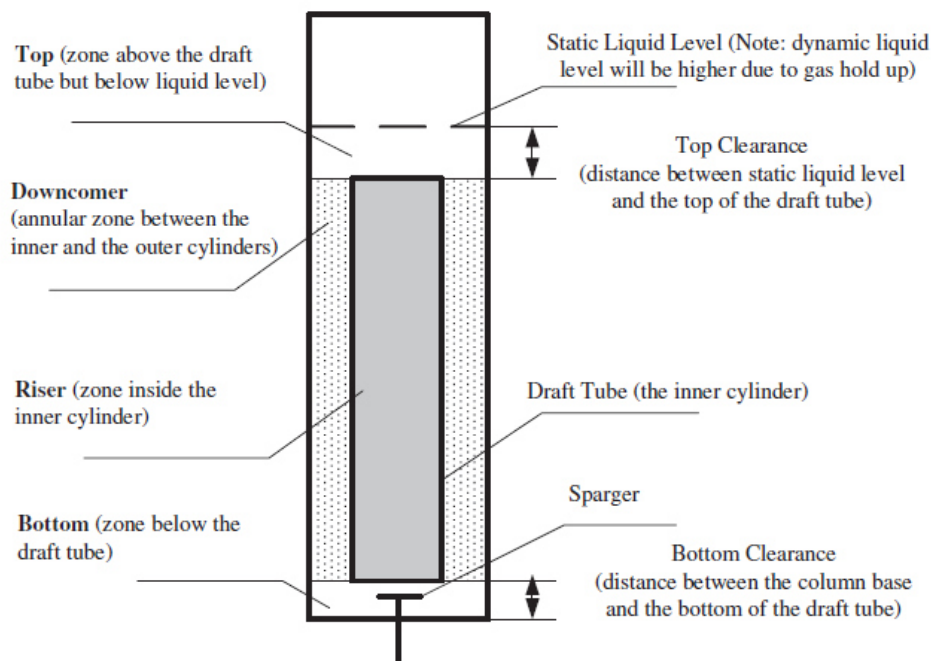 Top (zone above the draft
tube but below liquid level)
Static Liquid Level (Note: dynamic liquid
level will be higher due to gas hold up)
Top Clearance
(distance between static liquid level
and the top of the draft tube)
Downcomer
(annular zone between the
inner and the outer cylinders)
Riser (zone inside the
inner cylinder)
Draft Tube (the inner cylinder)
Sparger
Bottom (zone below the
draft tube)
Bottom Clearance
(distance between the column base
and the bottom of the draft tube)